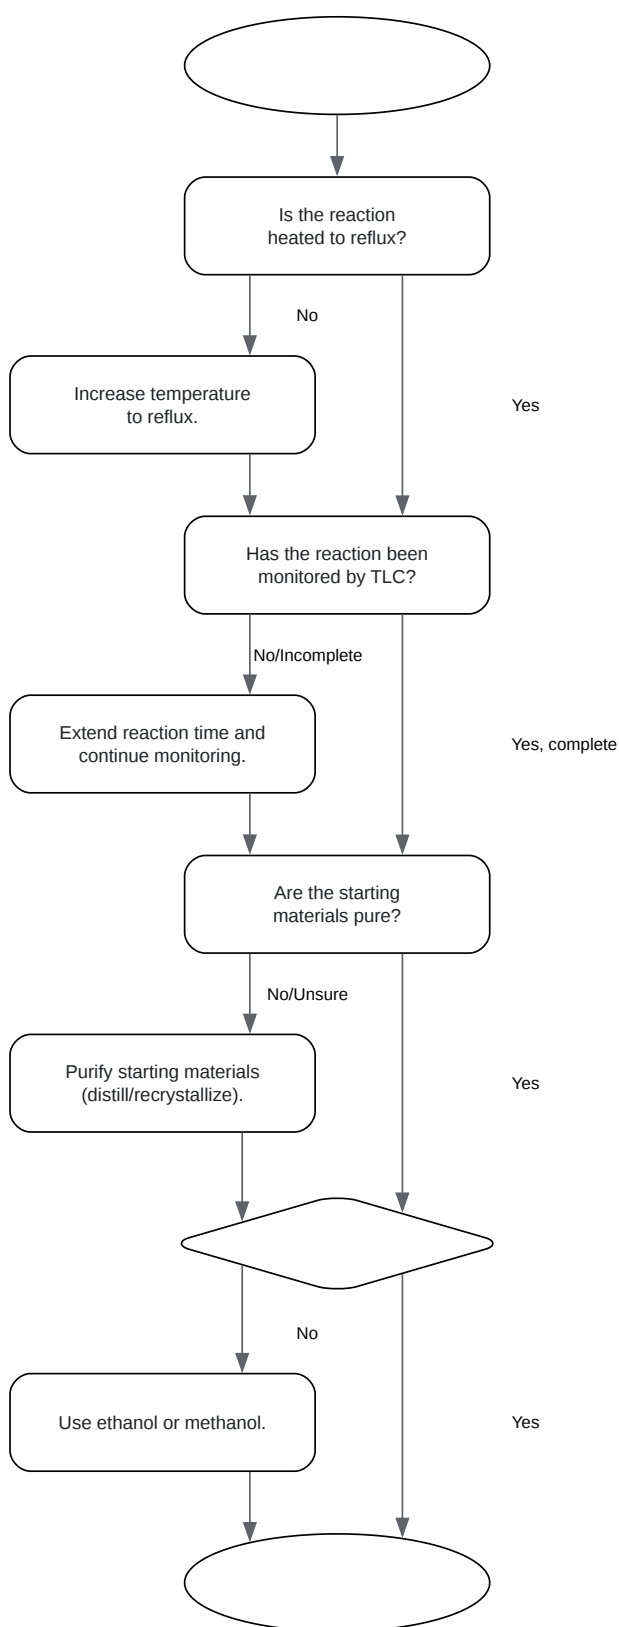 Is the reaction
heated to reflux?
No
Increase temperature
to reflux.
Yes
Has the reaction been
monitored by TLC?
No/Incomplete
Extend reaction time and
continue monitoring.
Yes, complete
Are the starting
materials pure?
No/Unsure
Purify starting materials
(distill/recrystallize).
Yes
No
Use ethanol or methanol.
Yes